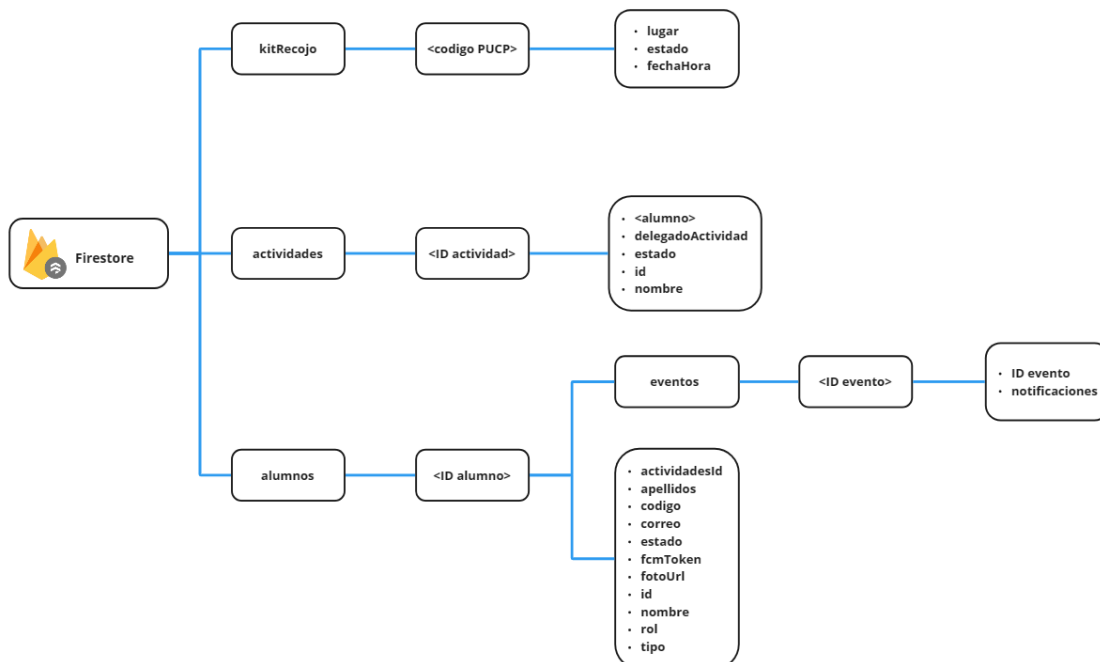 kitRecojo
<codigo PUCP>
• lugar
• estado
• fechaHora
Firestore
actividades
<ID actividad>
• <alumno>
• delegadoActividad
• estado
• id
• nombre
alumnos
<ID alumno>
eventos
<ID evento>
• ID evento
• notificaciones
• actividadesId
• apellidos
• codigo
• correo
• estado
• fcmToken
• fotoUrl
• id
• nombre
• rol
• tipo